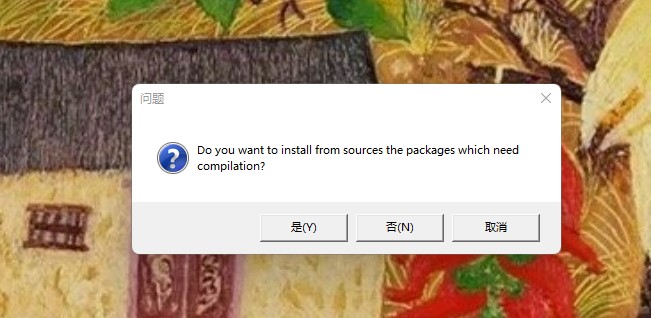 问题
Do you want to install from sources the packages which need
compilation?
是(Y)
否(N)
取消